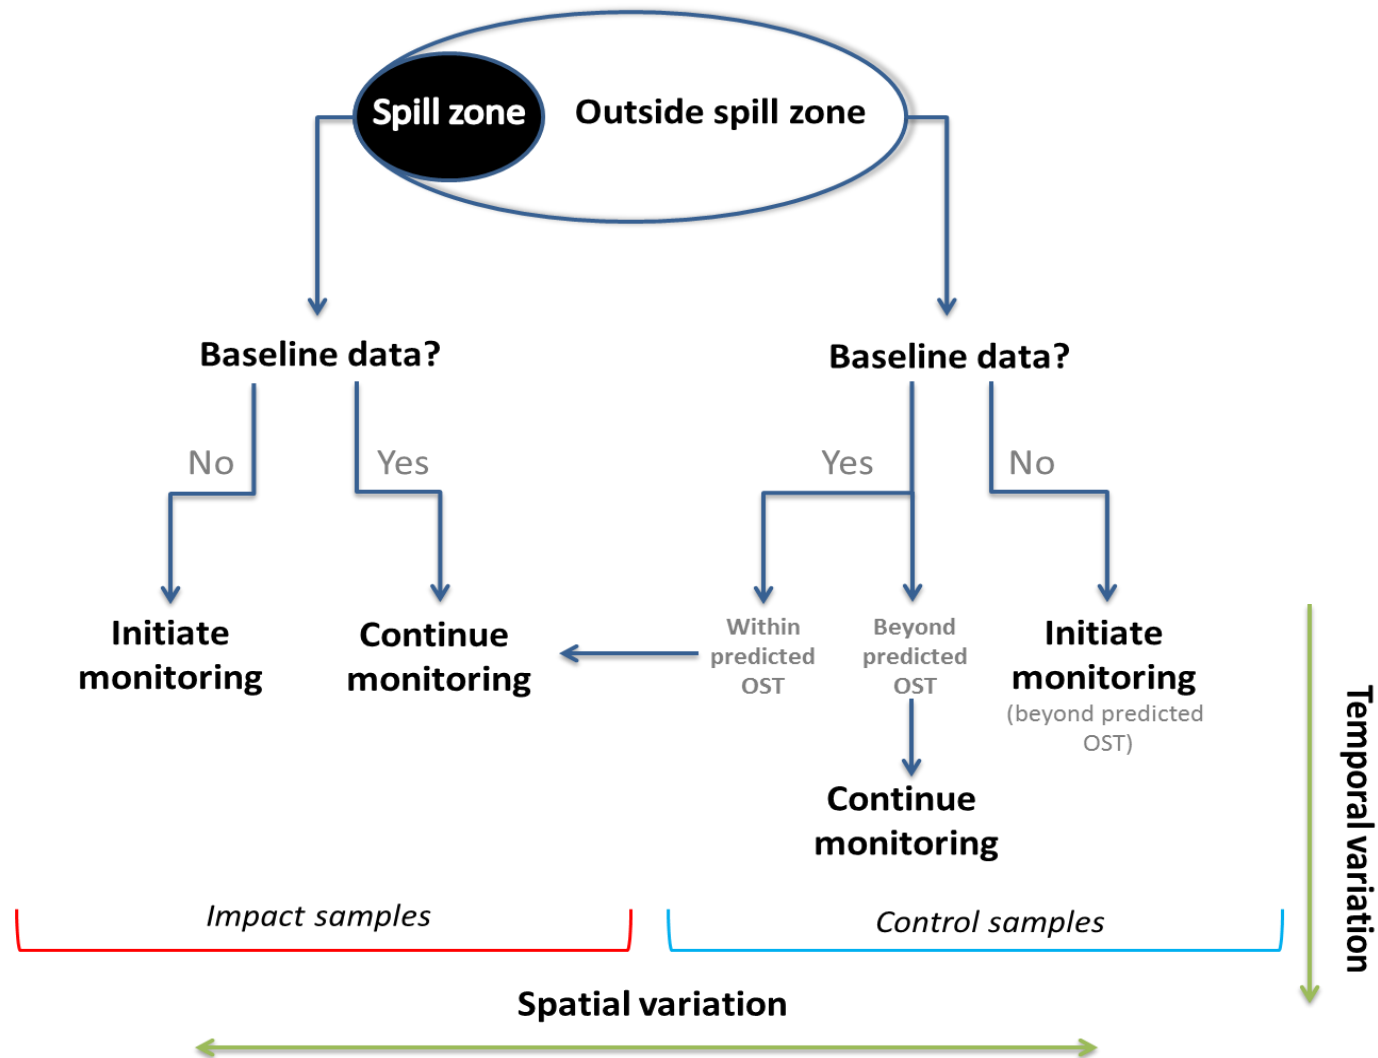 Spill zone
Outside spill zone
Baseline data?
Baseline data?
No
Yes
Yes
No
Initiate
monitoring
Continue
monitoring
Within
predicted
OST
Beyond
predicted
OST
Initiate
monitoring
(beyond predicted
OST)
Continue
monitoring
Temporal variation
Impact samples
Control samples
Spatial variation